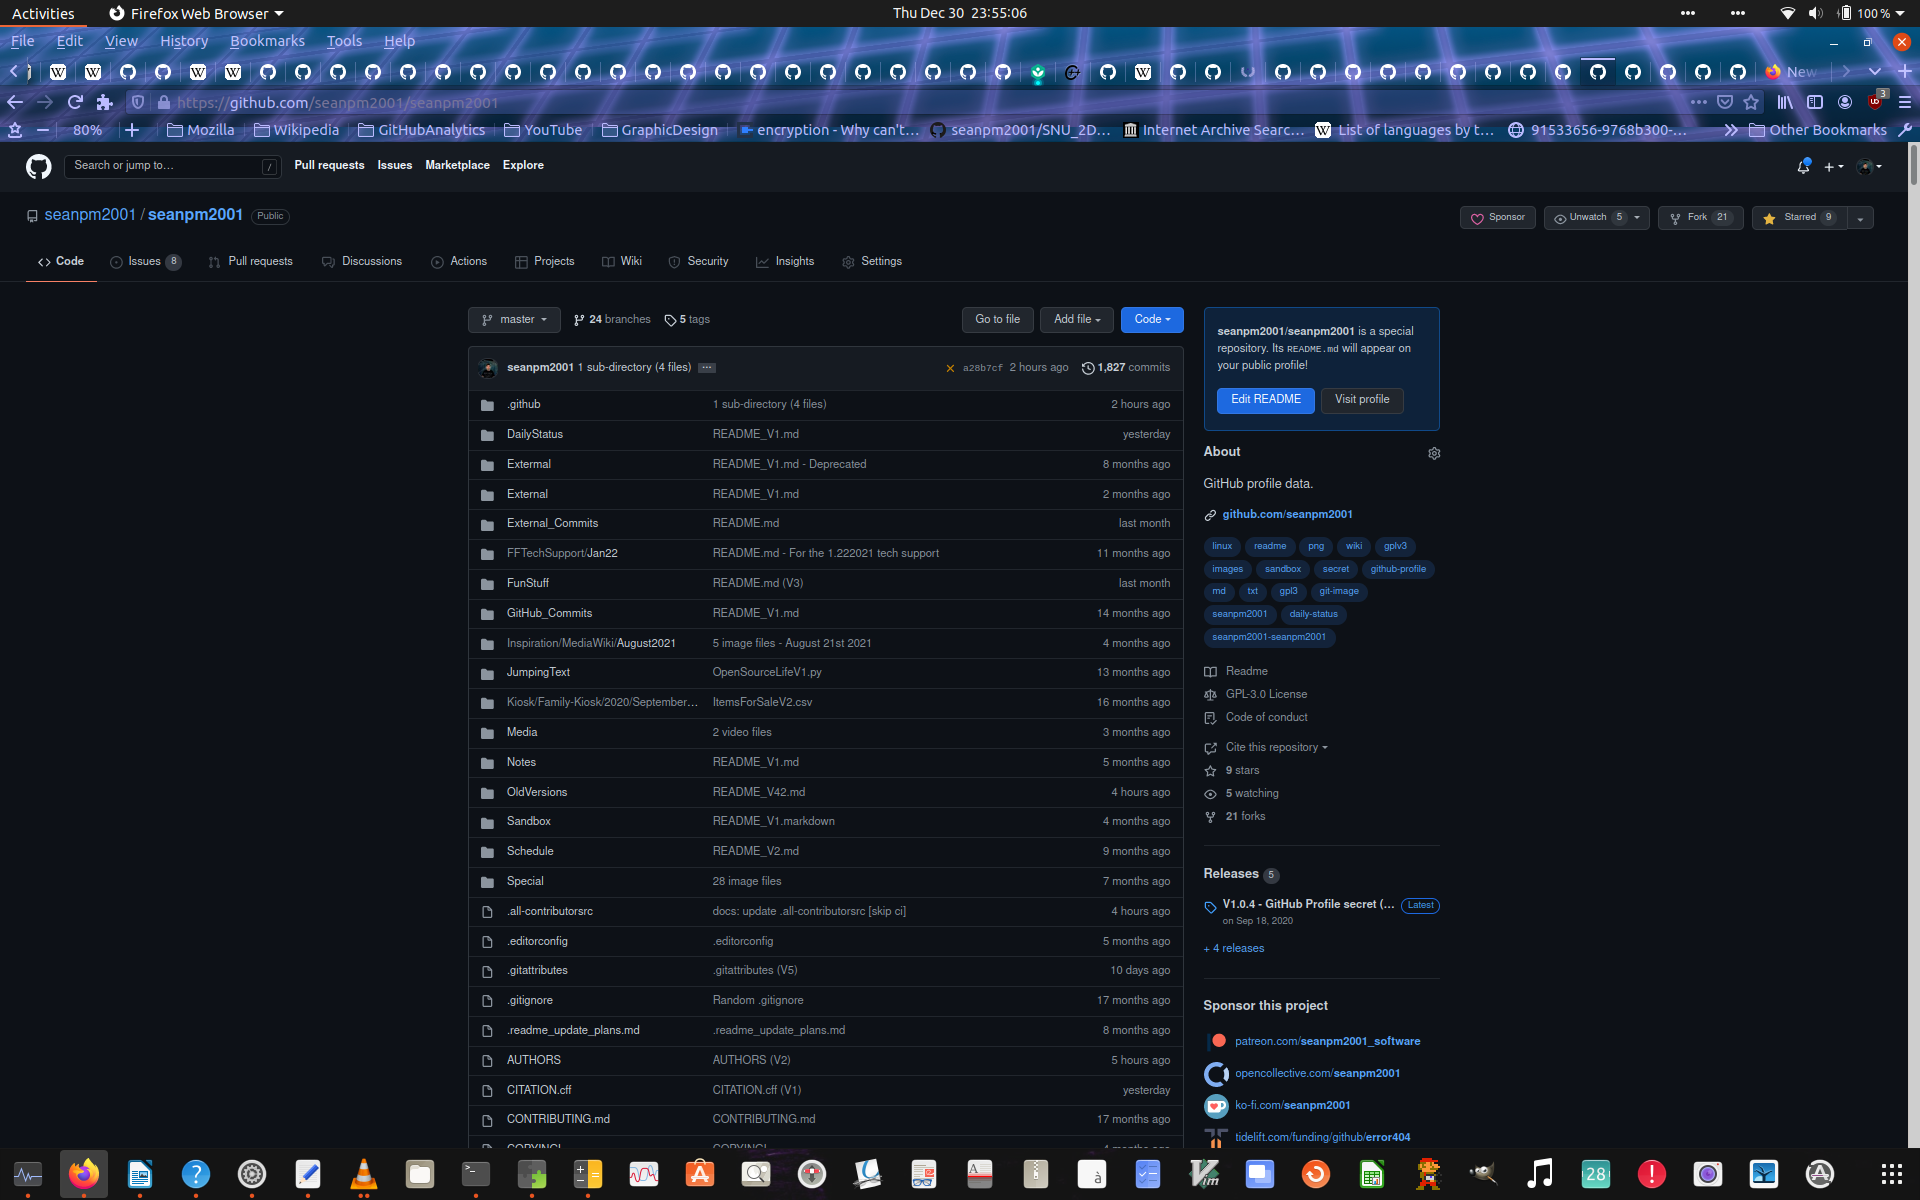 Activities Firefox Web Browser Thu Dec 30 23:55:06 100 %
File Edit View History Bookmarks Tools Help
New
https://github.com/seanpm2001/seanpm2001 3
80% Mozilla Wikipedia GitHubAnalytics YouTube GraphicDesign encryption - Why can't... seanpm2001/SNU_2D... Internet Archive Searc... List of languages by t... 91533656-9768b300-... Other Bookmarks
Search or jump to... / Pull requests Issues Marketplace Explore
seanpm2001 / seanpm2001 Public Sponsor Unwatch 5 Fork 21 Starred 9
Code Issues 8 Pull requests Discussions Actions Projects Wiki Security Insights Settings
master 24 branches 5 tags Go to file Add file Code
seanpm2001 1 sub-directory (4 files) ... a28b7cf 2 hours ago 1,827 commits
.github 1 sub-directory (4 files) 2 hours ago
DailyStatus README_V1.md yesterday
Extermal README_V1.md - Deprecated 8 months ago
External README_V1.md 2 months ago
External_Commits README.md last month
FFTechSupport/Jan22 README.md - For the 1.222021 tech support 11 months ago
FunStuff README.md (V3) last month
GitHub_Commits README_V1.md 14 months ago
Inspiration/MediaWiki/August2021 5 image files - August 21st 2021 4 months ago
JumpingText OpenSourceLifeV1.py 13 months ago
Kiosk/Family-Kiosk/2020/September... ItemsForSaleV2.csv 16 months ago
Media 2 video files 3 months ago
Notes README_V1.md 5 months ago
OldVersions README_V42.md 4 hours ago
Sandbox README_V1.markdown 4 months ago
Schedule README_V2.md 9 months ago
Special 28 image files 7 months ago
.all-contributorsrc docs: update .all-contributorsrc [skip ci] 4 hours ago
.editorconfig .editorconfig 5 months ago
.gitattributes .gitattributes (V5) 10 days ago
.gitignore Random .gitignore 17 months ago
.readme_update_plans.md .readme_update_plans.md 8 months ago
AUTHORS AUTHORS (V2) 5 hours ago
CITATION.cff CITATION.cff (V1) yesterday
CONTRIBUTING.md CONTRIBUTING.md 17 months ago
seanpm2001/seanpm2001 is a special
repository. Its README.md will appear on
your public profile!
Edit README Visit profile
About
GitHub profile data.
github.com/seanpm2001
linux readme png wiki gplv3
images sandbox secret github-profile
md txt gpl3 git-image
seanpm2001 daily-status
seanpm2001-seanpm2001
Readme
GPL-3.0 License
Code of conduct
Cite this repository
9 stars
5 watching
21 forks
Releases 5
V1.0.4 - GitHub Profile secret (... Latest
on Sep 18, 2020
+ 4 releases
Sponsor this project
patreon.com/seanpm2001_software
opencollective.com/seanpm2001
ko-fi.com/seanpm2001
tidelift.com/funding/github/error404
28